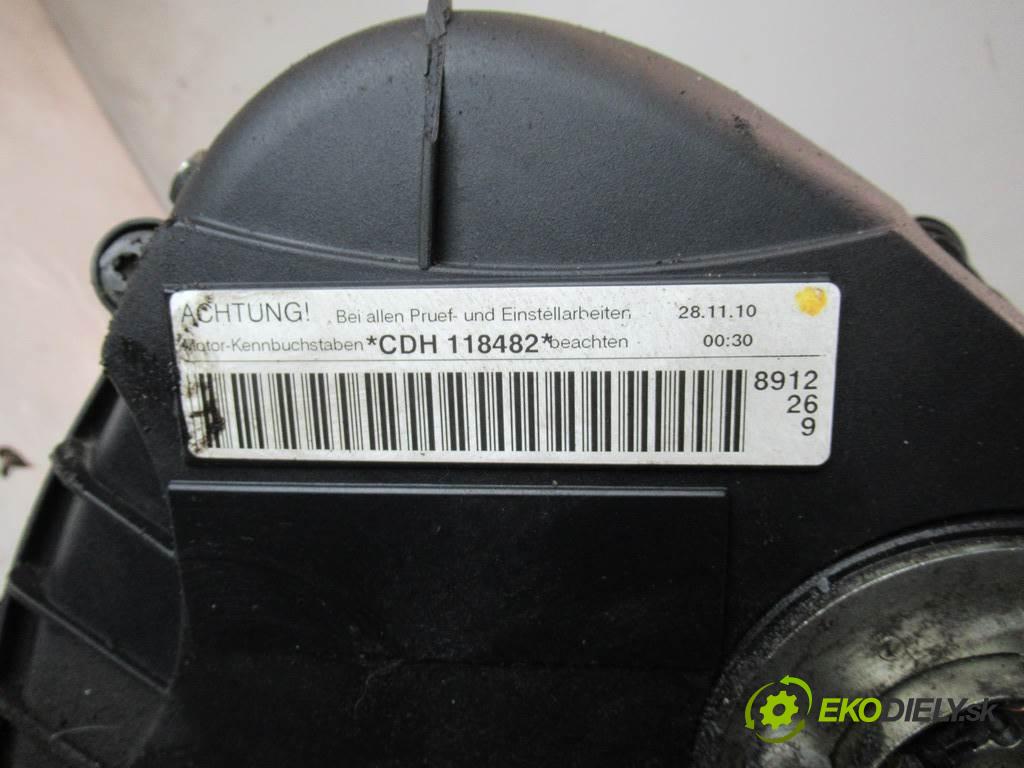 ACHTUNG! Bei allen Pruef- und Einstellarbeiten 28.11.10
Motor-Kennbuchstaben *CDH 118482* beachten 00:30
8912
26
9
EKODIELY.sk